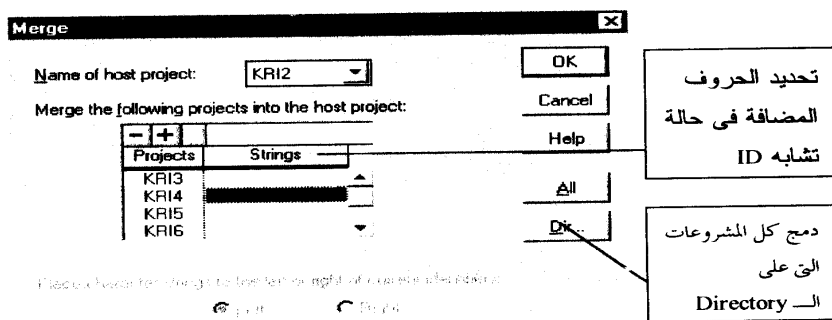 Merge
Name of host project:
KRI2
OK
Merge the following projects into the host project:
Cancel
Help
- +
Projects Strings
KRI3
KRI4
KRI5
KRI6
All
Dir...
تحديد الحروف
المضافة فى حالة
تشابه ID
دمج كل المشروعات
التى على
الــ Directory
Left